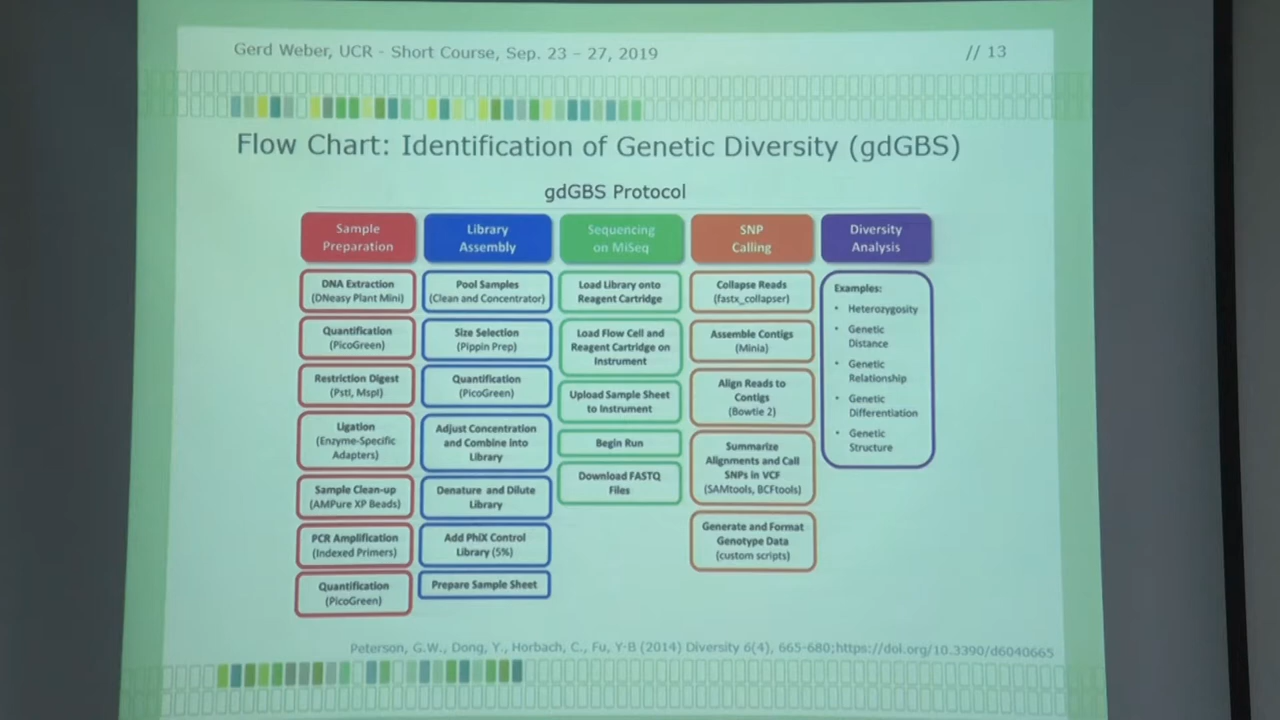 Gerd Weber, UCR - Short Course, Sep. 23 – 27, 2019
// 13
Flow Chart: Identification of Genetic Diversity (gdGBS)
gdGBS Protocol
Sample
Preparation
DNA Extraction
(DNeasy Plant Mini)
Quantification
(PicoGreen)
Restriction Digest
(PstI, MspI)
Ligation
(Enzyme-Specific
Adapters)
Sample Clean-up
(AMPure XP Beads)
PCR Amplification
(Indexed Primers)
Quantification
(PicoGreen)
Library
Assembly
Pool Samples
(Clean and Concentrator)
Size Selection
(Pippin Prep)
Quantification
(PicoGreen)
Adjust Concentration
and Combine into
Library
Denature and Dilute
Library
Add PhiX Control
Library (5%)
Prepare Sample Sheet
Sequencing
on MiSeq
Load Library onto
Reagent Cartridge
Load Flow Cell and
Reagent Cartridge on
Instrument
Upload Sample Sheet
to Instrument
Begin Run
Download FASTQ
Files
SNP
Calling
Collapse Reads
(fastx_collapser)
Assemble Contigs
(Minia)
Align Reads to
Contigs
(Bowtie 2)
Summarize
Alignments and Call
SNPs in VCF
(SAMtools, BCFtools)
Generate and Format
Genotype Data
(custom scripts)
Diversity
Analysis
Examples:
• Heterozygosity
• Genetic
Distance
• Genetic
Relationship
• Genetic
Differentiation
• Genetic
Structure
Peterson, G.W., Dong, Y., Horbach, C., Fu, Y-B (2014) Diversity 6(4), 665-680;https://doi.org/10.3390/d6040665